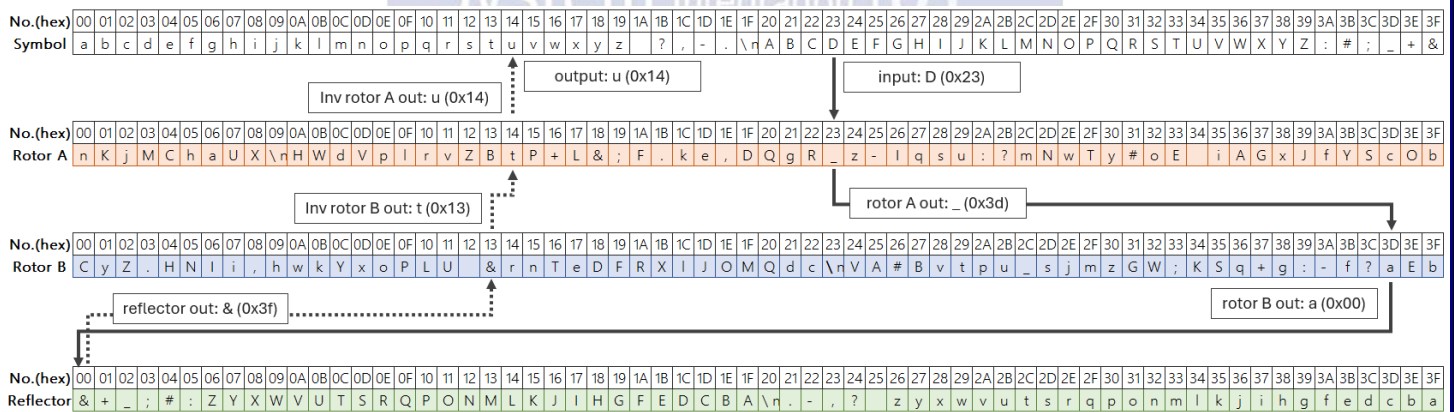 No.(hex) 00 01 02 03 04 05 06 07 08 09 0A 0B 0C 0D 0E 0F 10 11 12 13 14 15 16 17 18 19 1A 1B 1C 1D 1E 1F 20 21 22 23 24 25 26 27 28 29 2A 2B 2C 2D 2E 2F 30 31 32 33 34 35 36 37 38 39 3A 3B 3C 3D 3E 3F
Symbol a b c d e f g h i j k l m n o p q r s t u v w x y z ? , - . \n A B C D E F G H I J K L M N O P Q R S T U V W X Y Z : # ; _ + &
output: u (0x14)
input: D (0x23)
Inv rotor A out: u (0x14)
No.(hex) 00 01 02 03 04 05 06 07 08 09 0A 0B 0C 0D 0E 0F 10 11 12 13 14 15 16 17 18 19 1A 1B 1C 1D 1E 1F 20 21 22 23 24 25 26 27 28 29 2A 2B 2C 2D 2E 2F 30 31 32 33 34 35 36 37 38 39 3A 3B 3C 3D 3E 3F
Rotor A n K j M C h a U X \n H W d V p l r v Z B t P + L & ; F . k e , D Q g R _ z - I q s u : ? m N w T y # o E i A G x J f Y S c O b
Inv rotor B out: t (0x13)
rotor A out: _ (0x3d)
No.(hex) 00 01 02 03 04 05 06 07 08 09 0A 0B 0C 0D 0E 0F 10 11 12 13 14 15 16 17 18 19 1A 1B 1C 1D 1E 1F 20 21 22 23 24 25 26 27 28 29 2A 2B 2C 2D 2E 2F 30 31 32 33 34 35 36 37 38 39 3A 3B 3C 3D 3E 3F
Rotor B C y Z . H N I i , h w k Y x o P L U & r n T e D F R X l J O M Q d c \n V A # B v t p u _ s j m z G W ; K S q + g : - f ? a E b
reflector out: & (0x3f)
rotor B out: a (0x00)
No.(hex) 00 01 02 03 04 05 06 07 08 09 0A 0B 0C 0D 0E 0F 10 11 12 13 14 15 16 17 18 19 1A 1B 1C 1D 1E 1F 20 21 22 23 24 25 26 27 28 29 2A 2B 2C 2D 2E 2F 30 31 32 33 34 35 36 37 38 39 3A 3B 3C 3D 3E 3F
Reflector & + _ ; # : Z Y X W V U T S R Q P O N M L K J I H G F E D C B A \n . - , ? z y x w v u t s r q p o n m l k j i h g f e d c b a